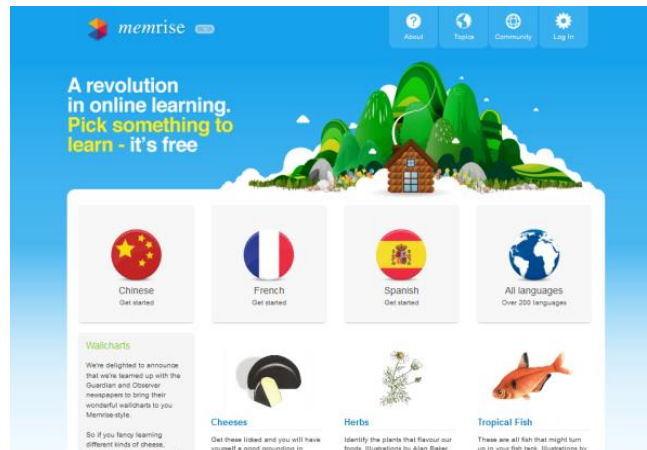 memrise BETA
About
Topics
Community
Log In
A revolution
in online learning.
Pick something to
learn - it's free
Chinese
Get started
French
Get started
Spanish
Get started
All languages
Over 200 languages
Wallcharts
We're delighted to announce
that we're teamed up with the
Guardian and Observer
newspapers to bring their
wonderful wallcharts to you
Memrise-style.
So if you fancy learning
different kinds of cheese,
Cheeses
Get these licked and you will have
yourself a good grounding in
Herbs
Identify the plants that flavour our
foods. Illustrations by Alan Baker
Tropical Fish
These are all fish that might turn
up in your fish tank. Illustrations by